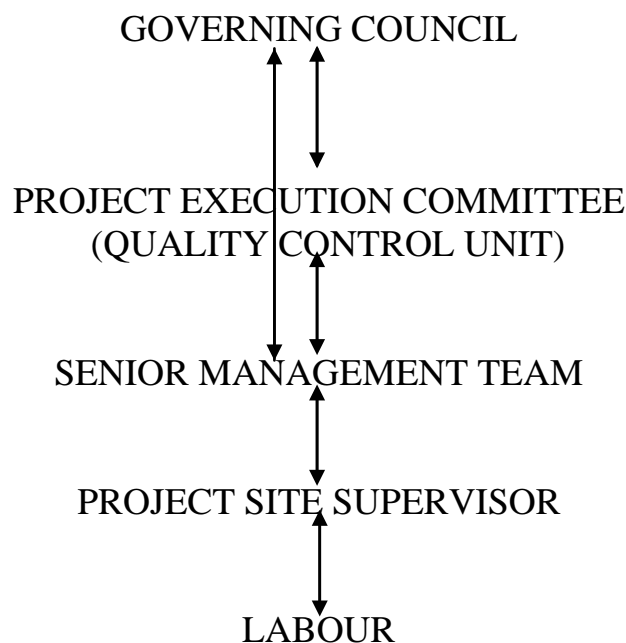 GOVERNING COUNCIL
PROJECT EXECUTION COMMITTEE
(QUALITY CONTROL UNIT)
SENIOR MANAGEMENT TEAM
PROJECT SITE SUPERVISOR
LABOUR